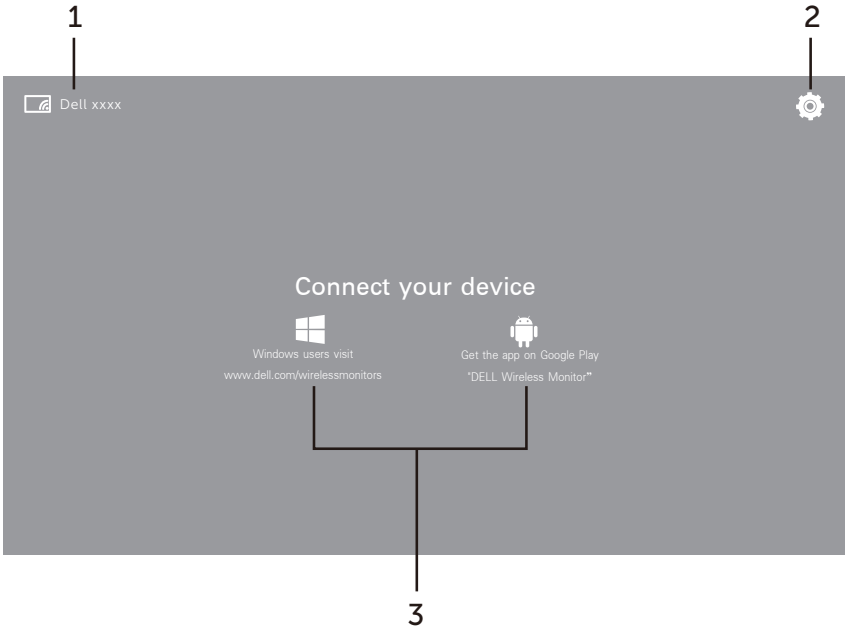 1
2
Dell xxxx
Connect your device
Windows users visit
www.dell.com/wirelessmonitors
Get the app on Google Play
"DELL Wireless Monitor”
3